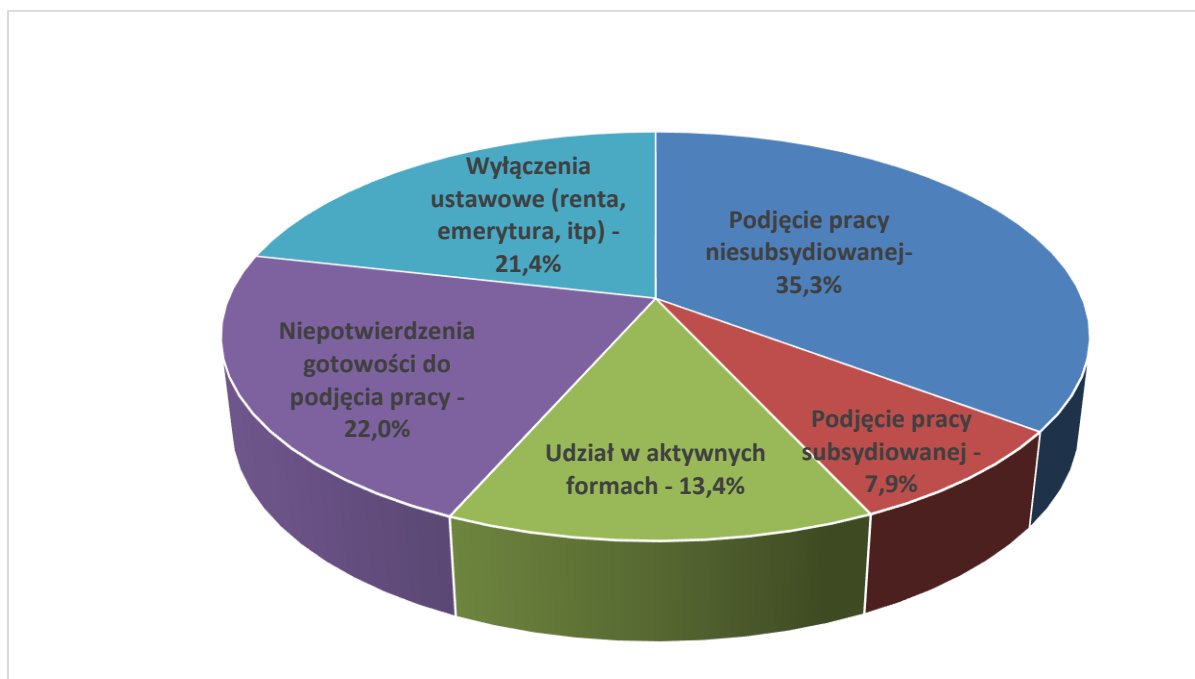 Wyłączenia
ustawowe (renta,
emerytura, itp) -
21,4%
Podjęcie pracy
niesubsydiowanej-
35,3%
Niepotwierdzenia
gotowości do
podjęcia pracy -
22,0%
Udział w aktywnych
formach - 13,4%
Podjęcie pracy
subsydiowanej -
7,9%